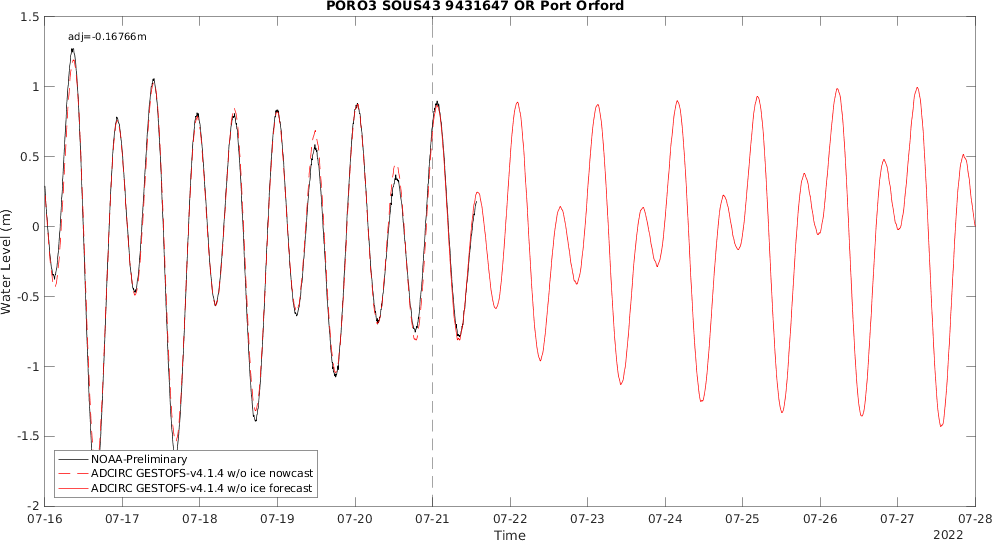 PORO3 SOUS43 9431647 OR Port Orford
adj=-0.16766m
Water Level (m)
1.5
1
0.5
0
-0.5
-1
-1.5
-2
NOAA-Preliminary
ADCIRC GESTOFS-v4.1.4 w/o ice nowcast
ADCIRC GESTOFS-v4.1.4 w/o ice forecast
07-16 07-17 07-18 07-19 07-20 07-21 07-22 07-23 07-24 07-25 07-26 07-27 07-28
Time
2022